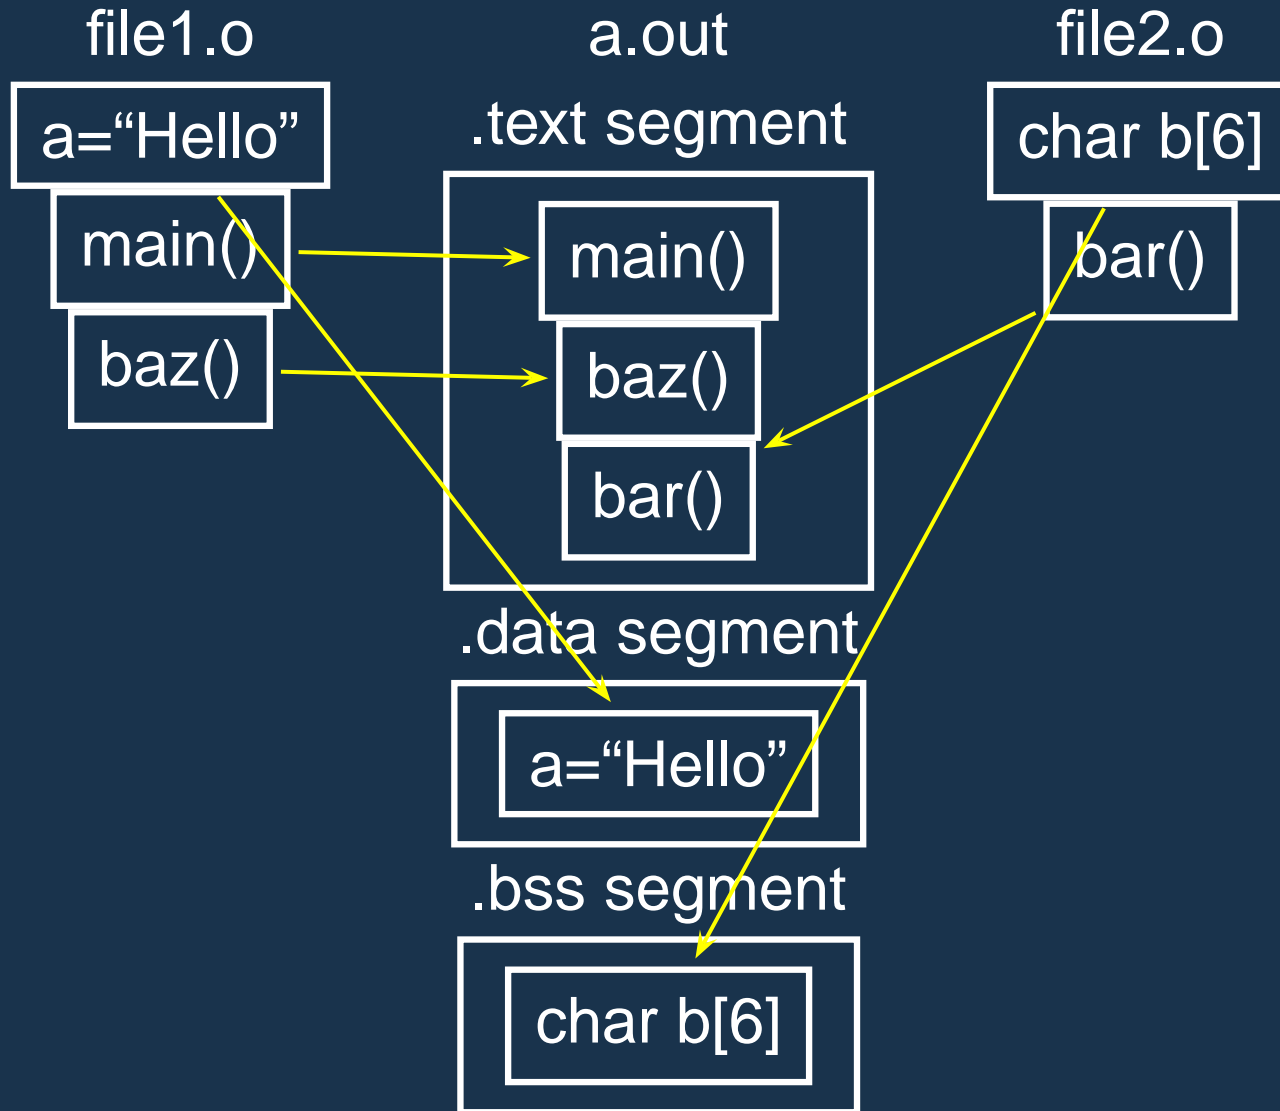 file1.o
a=“Hello”
main()
baz()
a.out
.text segment
main()
baz()
bar()
.data segment
a=“Hello”
.bss segment
char b[6]
file2.o
char b[6]
bar()